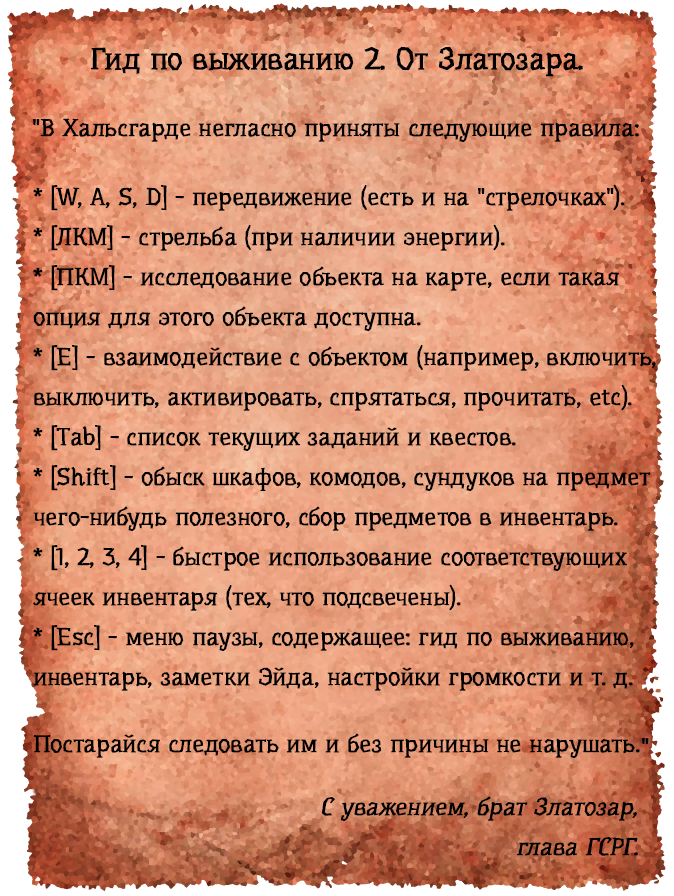 Гид по выживанию 2. От Златозара.
"В Хальсгарде негласно приняты следующие правила:
* [W, A, S, D] - передвижение (есть и на "стрелочках").
* [ЛКМ] - стрельба (при наличии энергии).
* [ПКМ] - исследование объекта на карте, если такая
опция для этого объекта доступна.
* [E] - взаимодействие с объектом (например, включить,
выключить, активировать, спрятаться, прочитать, etc).
* [Tab] - список текущих заданий и квестов.
* [Shift] - обыск шкафов, комодов, сундуков на предмет
чего-нибудь полезного, сбор предметов в инвентарь.
* [1, 2, 3, 4] - быстрое использование соответствующих
ячеек инвентаря (тех, что подсвечены).
* [Esc] - меню паузы, содержащее: гид по выживанию,
инвентарь, заметки Эйда, настройки громкости и т. д.
Постарайся следовать им и без причины не нарушать."
С уважением, брат Златозар,
глава ГСРГ.